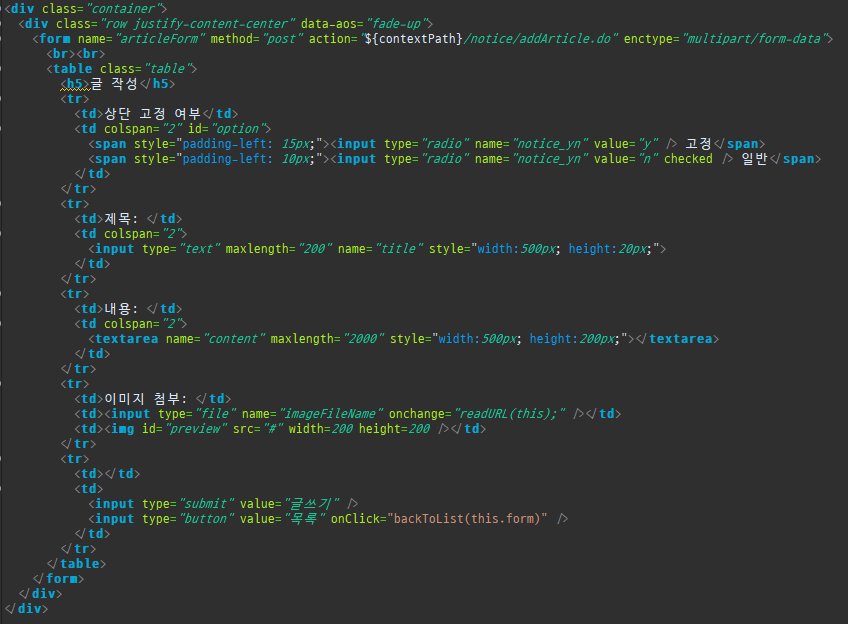 <div class="container">
<div class="row justify-content-center" data-aos="fade-up">
<form name="articleForm" method="post" action="${contextPath}/notice/addArticle.do" enctype="multipart/form-data">
<br><br>
<table class="table">
<h5>글 작성</h5>
<tr>
<td>상단 고정 여부</td>
<td colspan="2" id="option">
<span style="padding-left: 15px;"><input type="radio" name="notice_yn" value="y" /> 고정</span>
<span style="padding-left: 10px;"><input type="radio" name="notice_yn" value="n" checked /> 일반</span>
</td>
</tr>
<tr>
<td>제목: </td>
<td colspan="2">
<input type="text" maxlength="200" name="title" style="width:500px; height:20px;">
</td>
</tr>
<tr>
<td>내용: </td>
<td colspan="2">
<textarea name="content" maxlength="2000" style="width:500px; height:200px;"></textarea>
</td>
</tr>
<tr>
<td>이미지 첨부: </td>
<td><input type="file" name="imageFileName" onchange="readURL(this);" /></td>
<td><img id="preview" src="#" width=200 height=200 /></td>
</tr>
<tr>
<td></td>
<td>
<input type="submit" value="글쓰기" />
<input type="button" value="목록" onClick="backToList(this.form)" />
</td>
</tr>
</table>
</form>
</div>
</div>